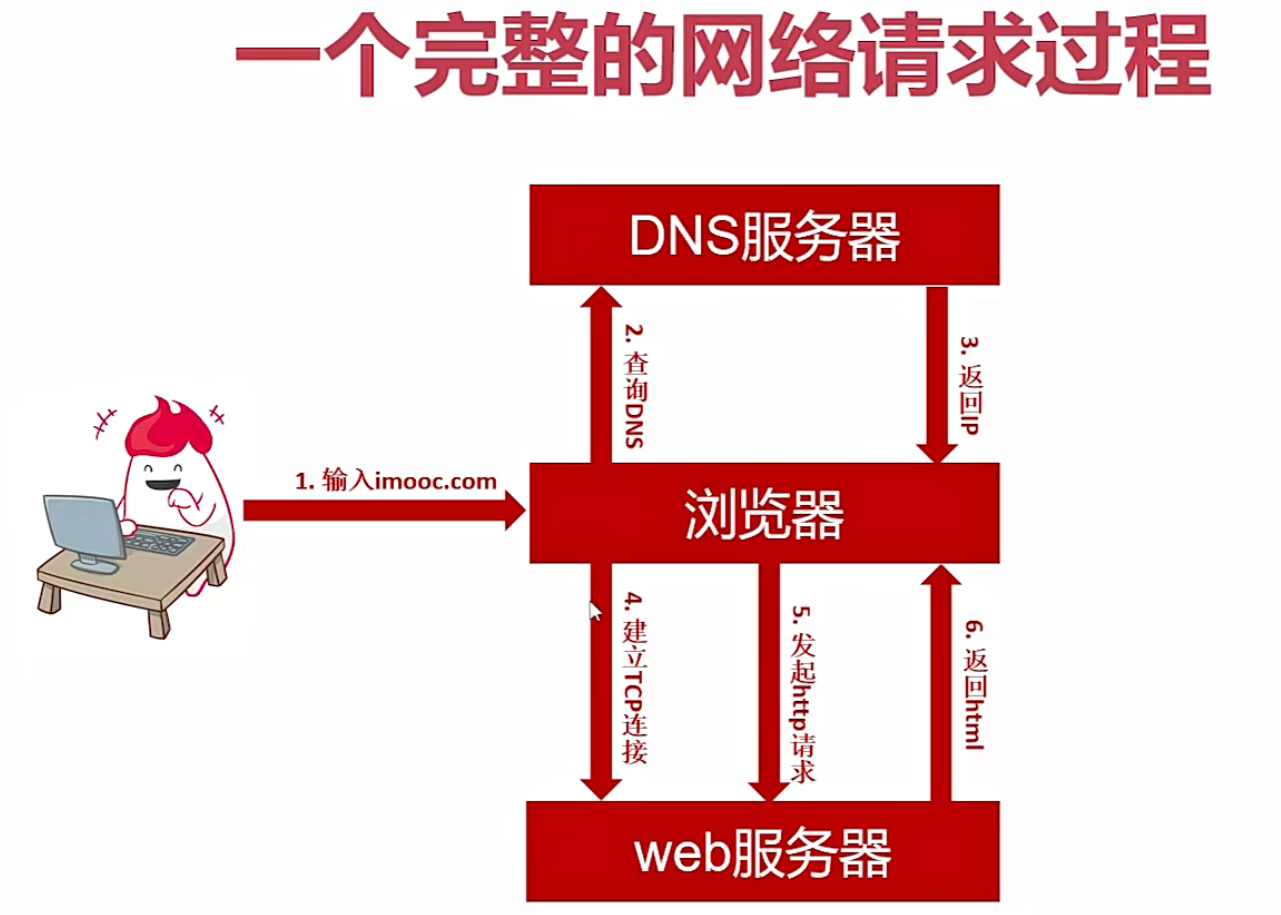 一个完整的网络请求过程
DNS服务器
2. 查询DNS
3. 返回IP
1. 输入imooc.com
浏览器
4. 建立TCP连接
5. 发起http请求
6. 返回html
web服务器